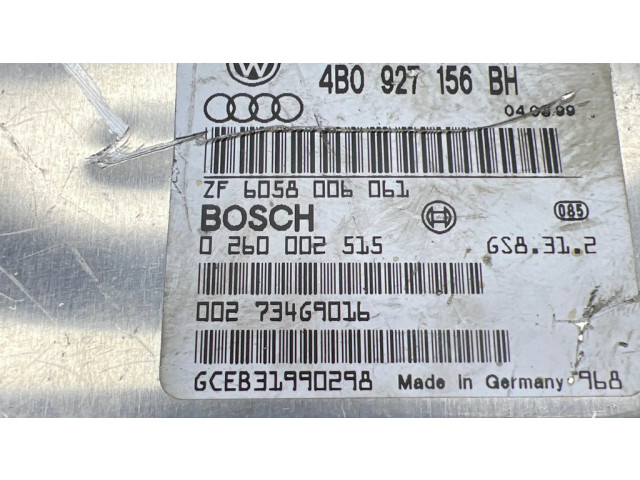 4B0 927 156 BH
04.08.99
ZF 6058 006 061
BOSCH
085
0 260 002 515 GS8.31.2
002 734G9016
GCEB31990298 Made in Germany 968